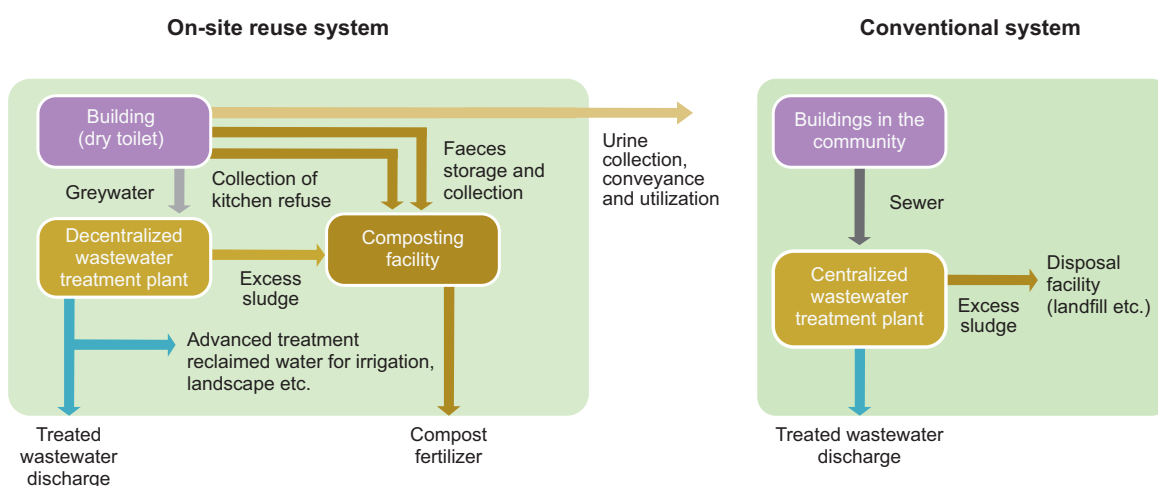 On-site reuse system
Building
(dry toilet)
Greywater
Collection of
kitchen refuse
Faeces
storage and
collection
Urine
collection,
conveyance
and utilization
Decentralized
wastewater
treatment plant
Excess
sludge
Composting
facility
Advanced treatment
reclaimed water for irrigation,
landscape etc.
Treated
wastewater
discharge
Compost
fertilizer
Conventional system
Buildings in the
community
Sewer
Centralized
wastewater
treatment plant
Excess
sludge
Disposal
facility
(landfill etc.)
Treated wastewater
discharge